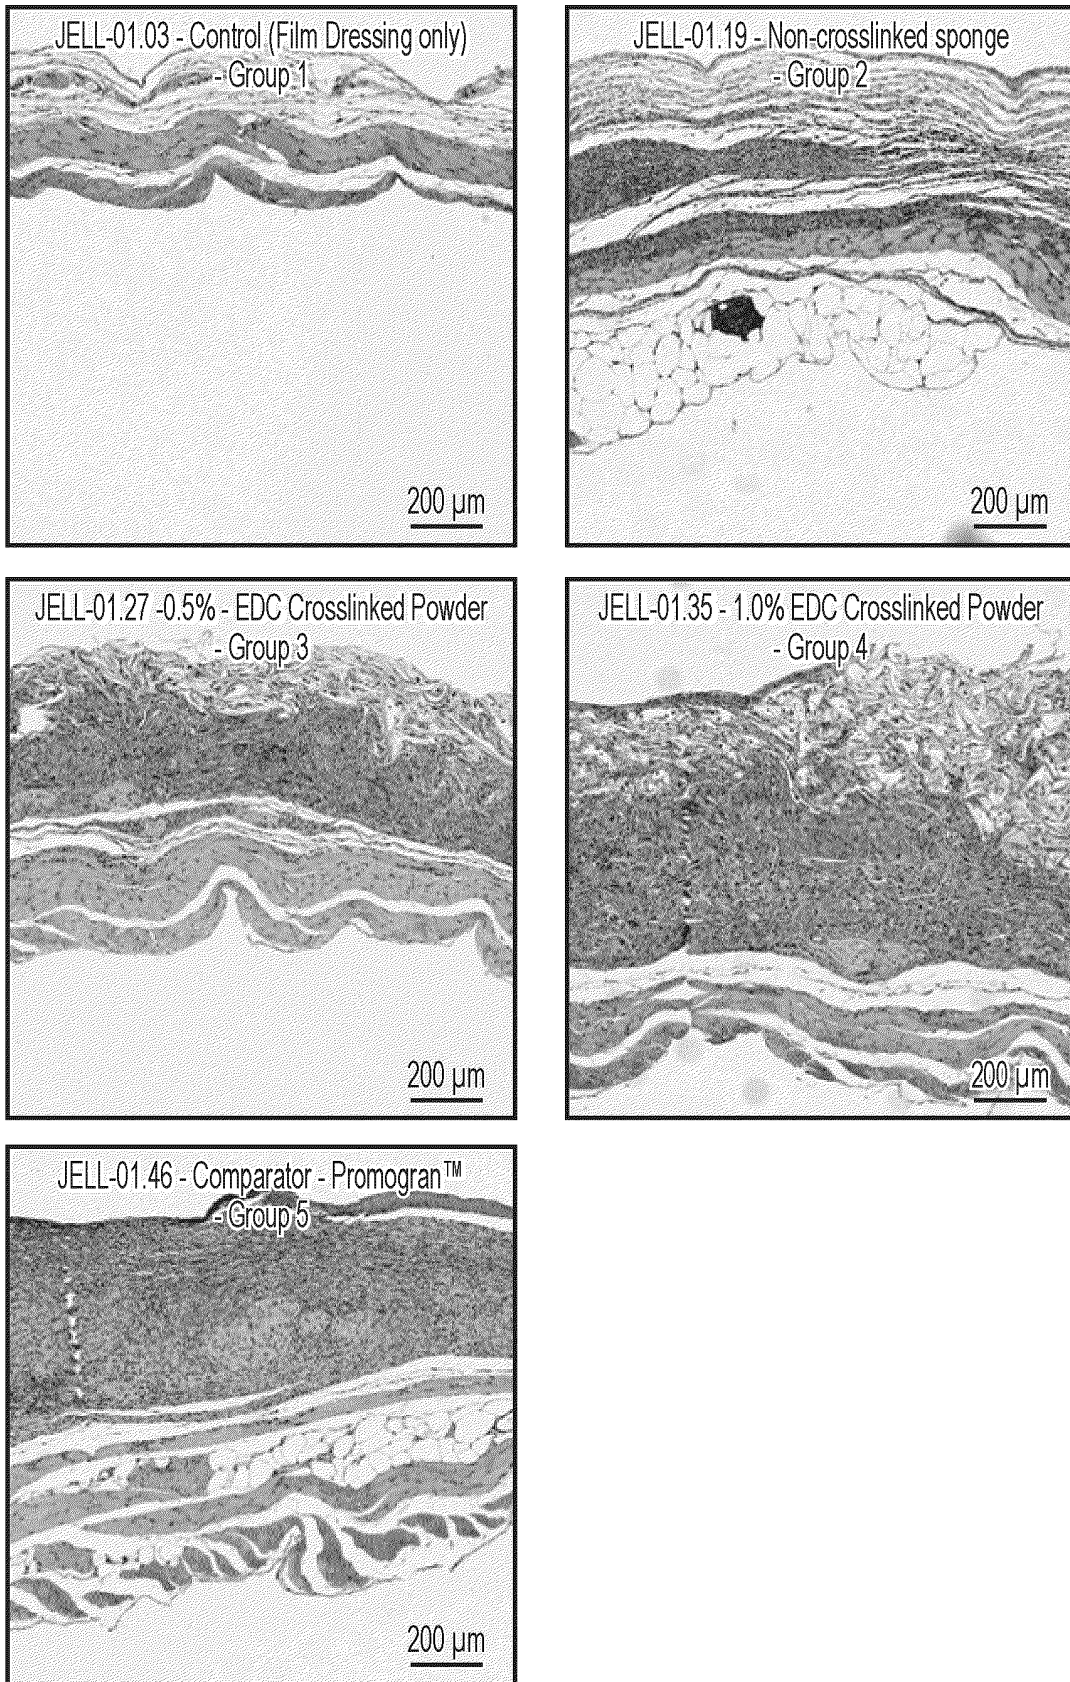 JELL-01.03 - Control (Film Dressing only)
- Group 1
200 µm
JELL-01.19 - Non-crosslinked sponge
- Group 2
200 µm
JELL-01.27 -0.5% - EDC Crosslinked Powder
- Group 3
200 µm
JELL-01.35 - 1.0% EDC Crosslinked Powder
- Group 4
200 µm
JELL-01.46 - Comparator - Promogran™
- Group 5
200 µm